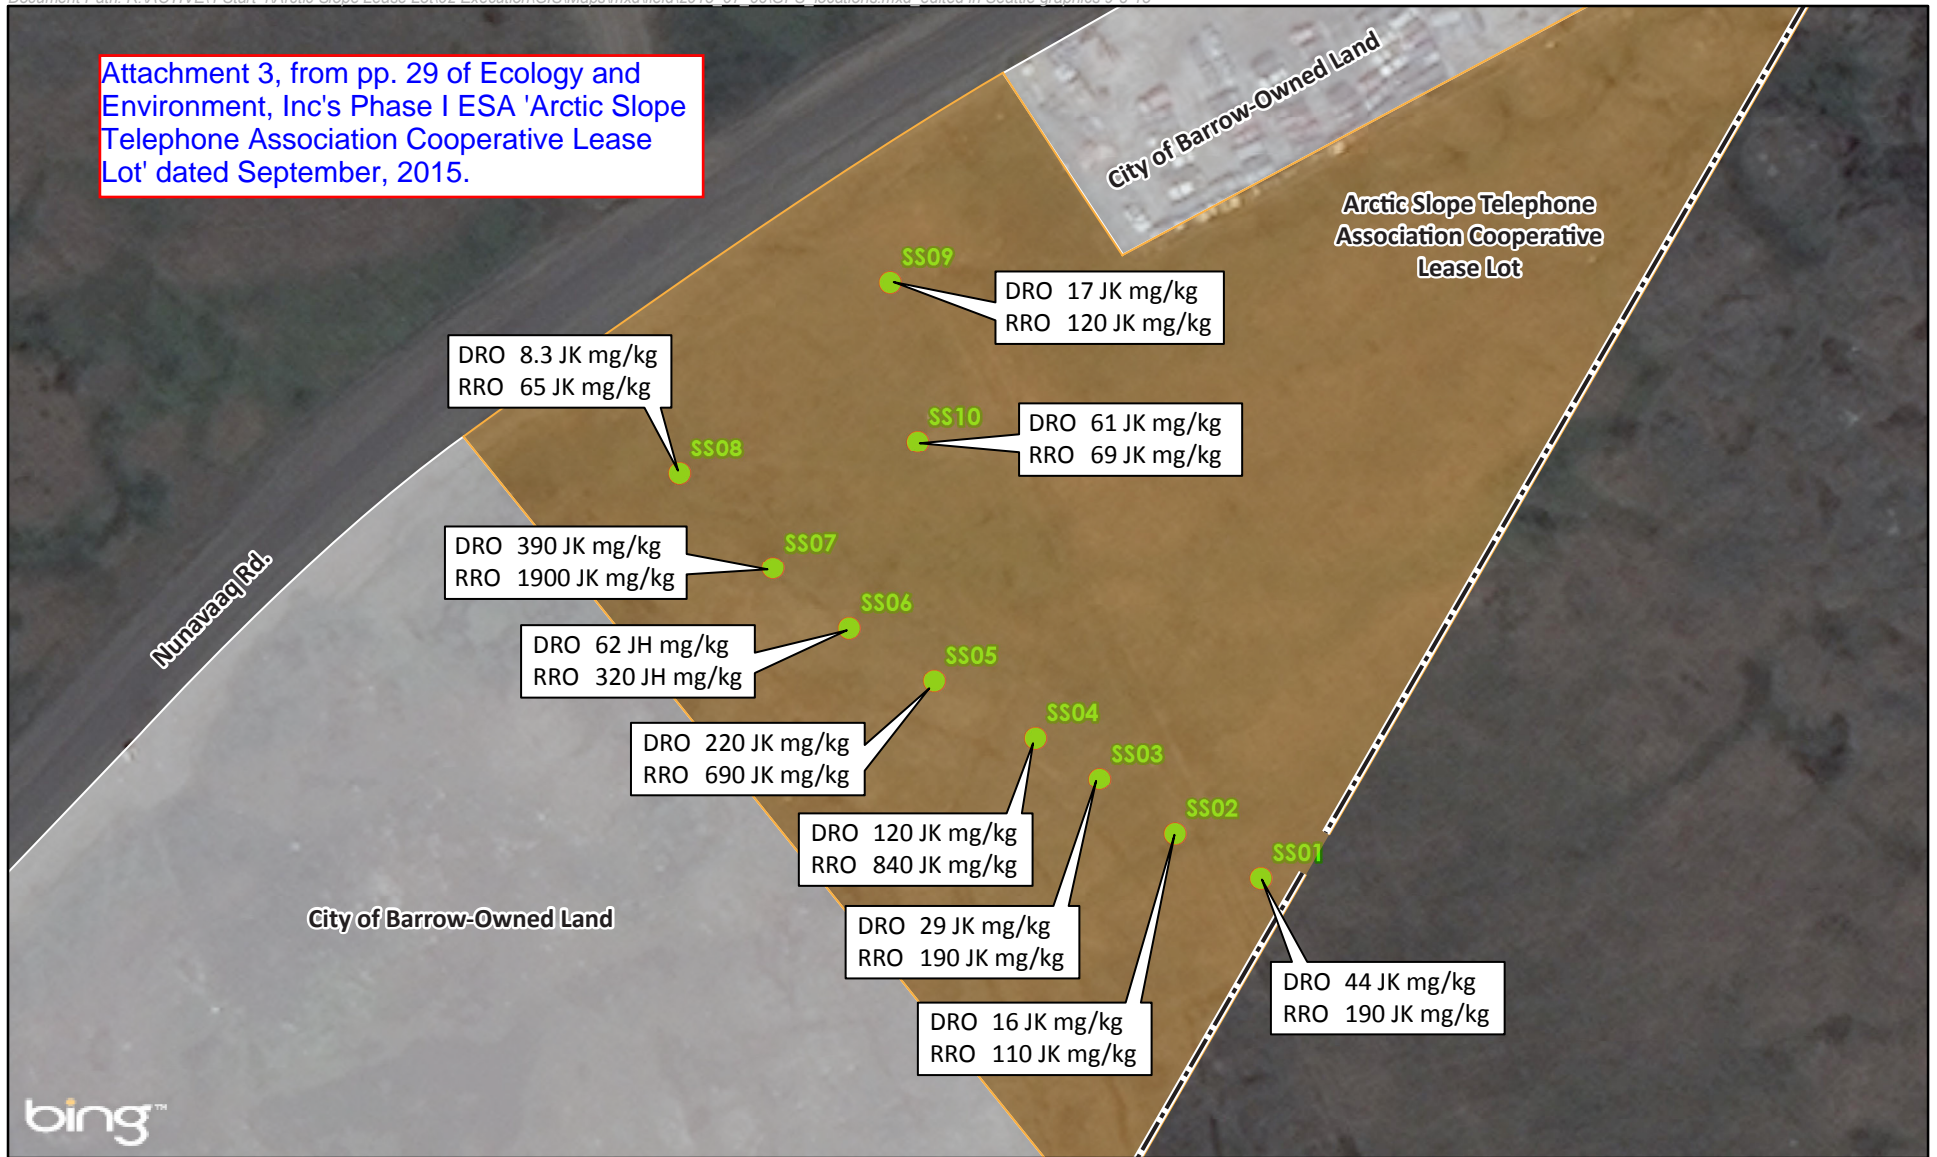 Attachment 3, from pp. 29 of Ecology and
Environment, Inc's Phase I ESA 'Arctic Slope
Telephone Association Cooperative Lease
Lot' dated September, 2015.
City of Barrow-Owned Land
Arctic Slope Telephone
Association Cooperative
Lease Lot
SS09
DRO 17 JK mg/kg
RRO 120 JK mg/kg
DRO 8.3 JK mg/kg
RRO 65 JK mg/kg
SS08
SS10
DRO 61 JK mg/kg
RRO 69 JK mg/kg
DRO 390 JK mg/kg
RRO 1900 JK mg/kg
SS07
Nunavaaq Rd.
DRO 62 JH mg/kg
RRO 320 JH mg/kg
SS06
SS05
DRO 220 JK mg/kg
RRO 690 JK mg/kg
SS04
DRO 120 JK mg/kg
RRO 840 JK mg/kg
SS03
DRO 29 JK mg/kg
RRO 190 JK mg/kg
SS02
DRO 16 JK mg/kg
RRO 110 JK mg/kg
SS01
DRO 44 JK mg/kg
RRO 190 JK mg/kg
City of Barrow-Owned Land
bing™